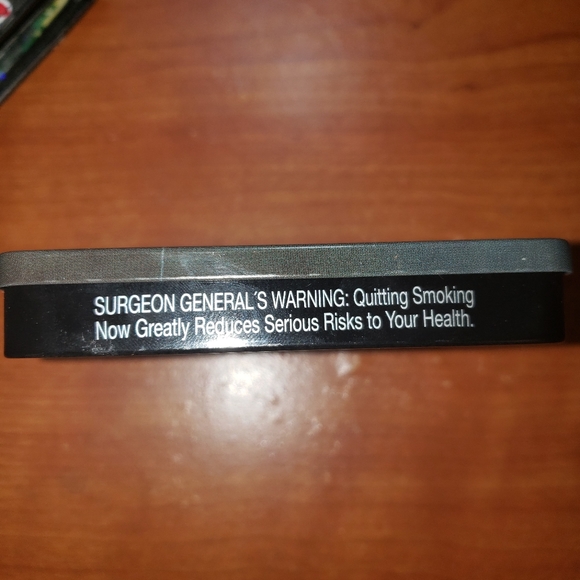 SURGEON GENERAL´S WARNING: Quitting Smoking
Now Greatly Reduces Serious Risks to Your Health.